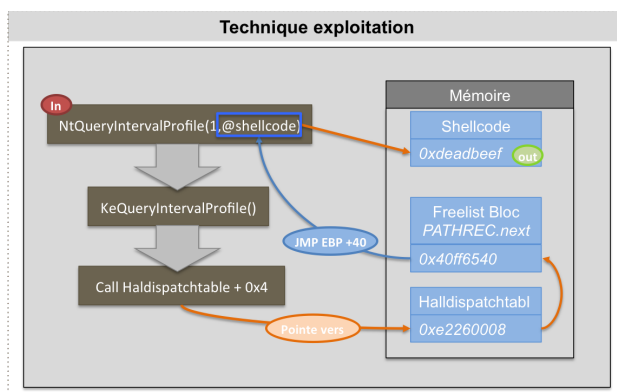 Technique exploitation
In
NtQueryIntervalProfile(1,@shellcode)
KeQueryIntervalProfile()
Call Haldispatchtable + 0x4
JMP EBP +40
Pointe vers
Mémoire
Shellcode
0xdeadbeef
out
Freelist Bloc
PATHREC.next
0x40ff6540
Halldispatchtabl
0xe2260008